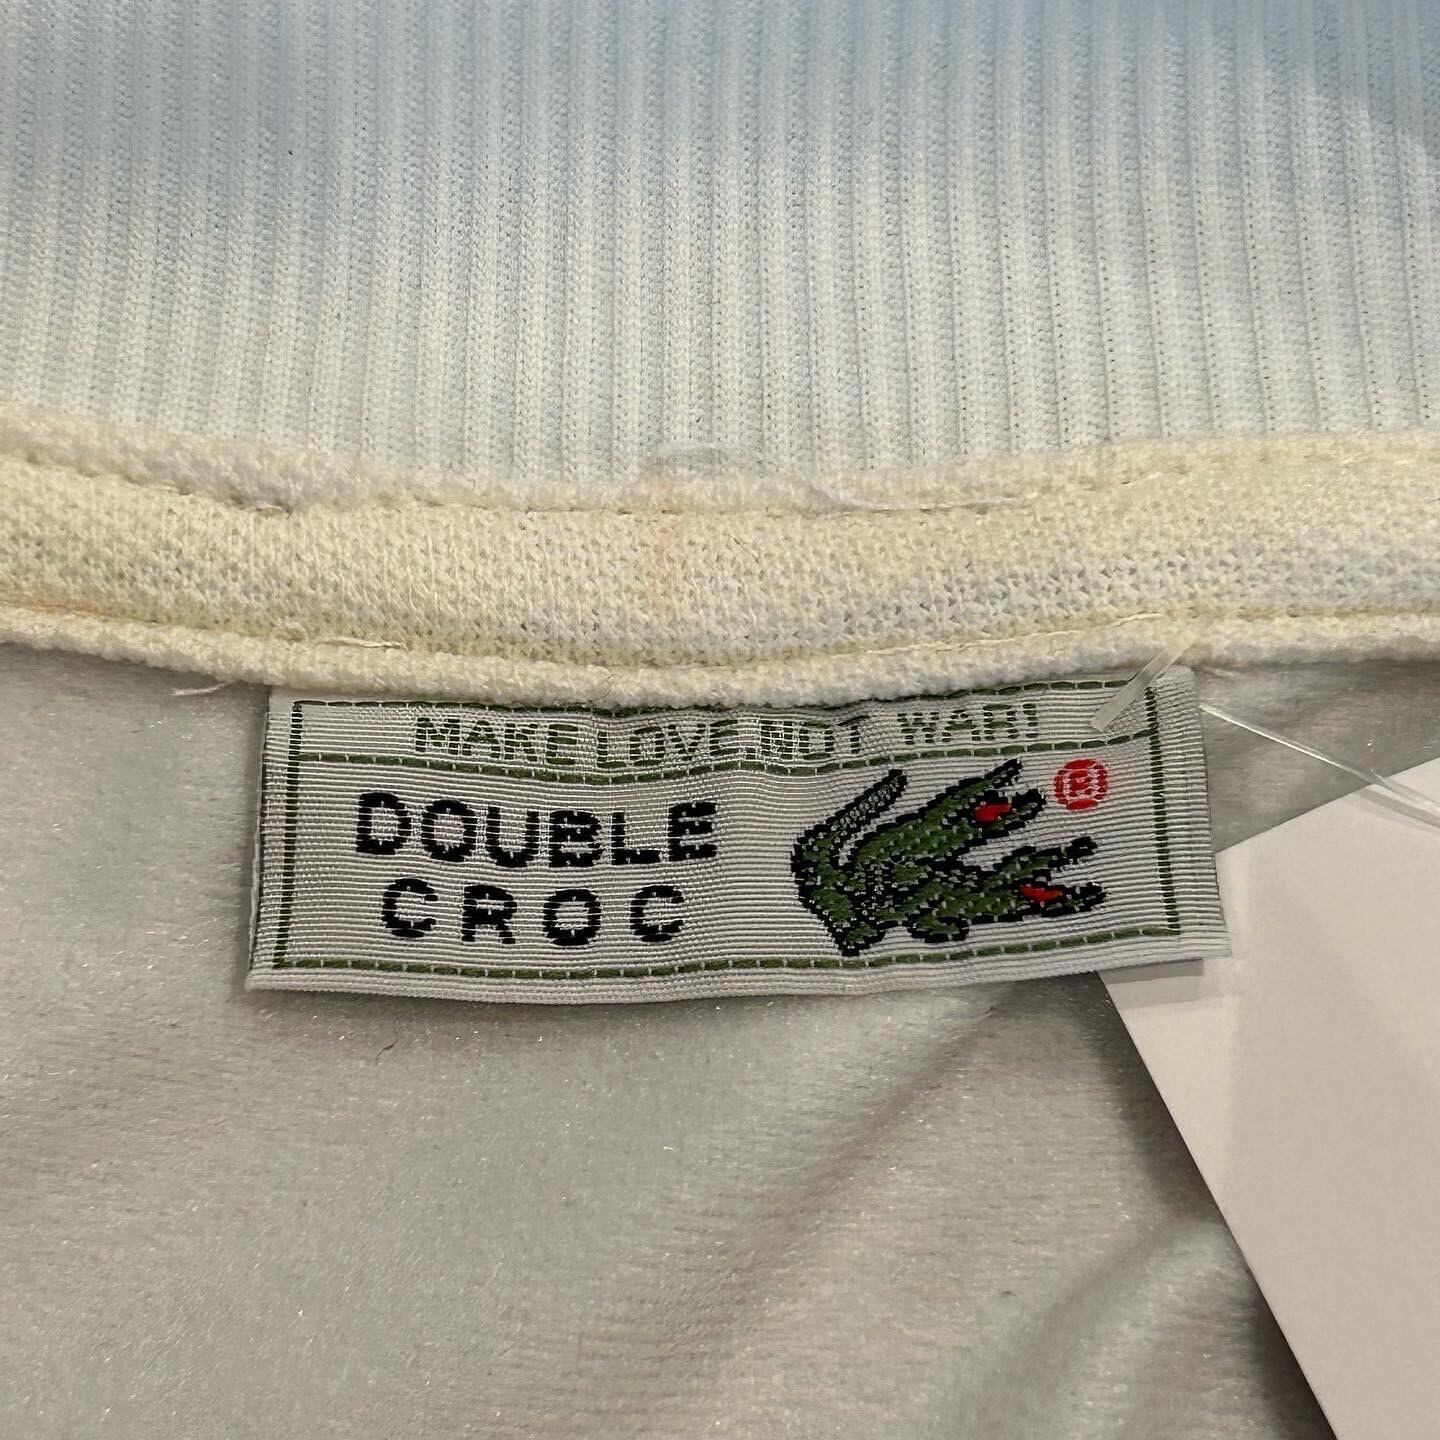 MAKE LOVE, NOT WAR!
DOUBLE
CROC
®